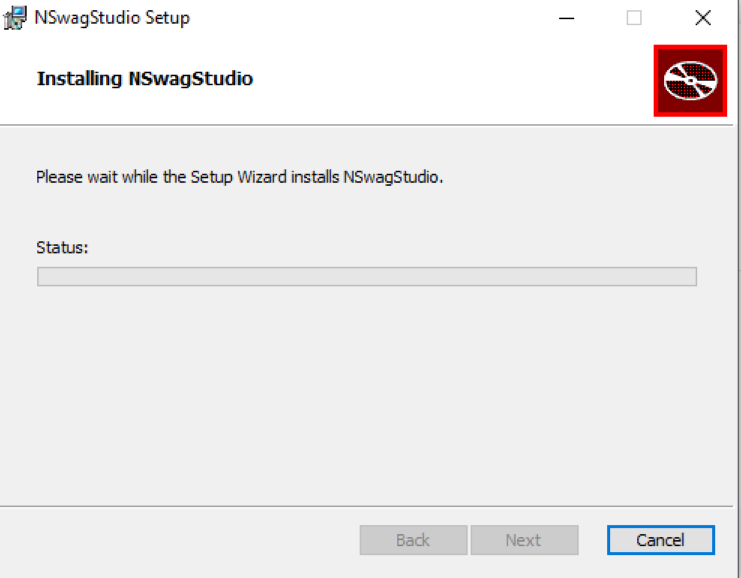 NSwagStudio Setup
Installing NSwagStudio
Please wait while the Setup Wizard installs NSwagStudio.
Status:
Back Next Cancel